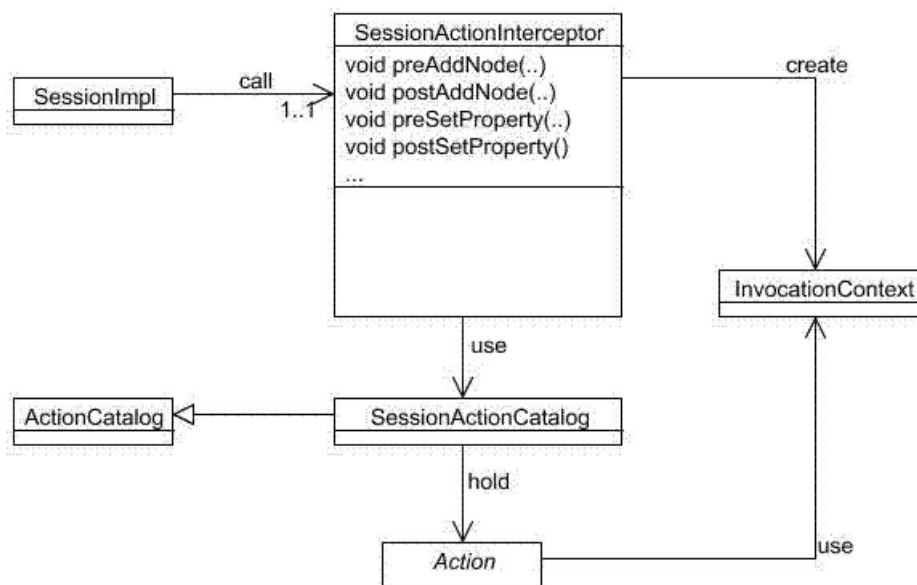 SessionActionInterceptor
void preAddNode(..)
void postAddNode(..)
void preSetProperty(..)
void postSetProperty()
...
call
create
SessionImpl
1..1
InvocationContext
use
ActionCatalog
SessionActionCatalog
hold
Action
use